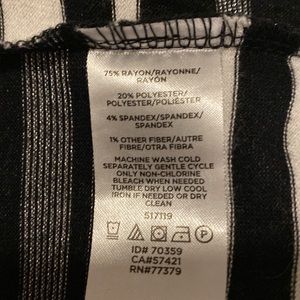 75% RAYON/RAYONNE/
RAYÓN
20% POLYESTER/
POLYESTER/POLIÉSTER
4% SPANDEX/SPANDEX/
SPANDEX
1% OTHER FIBER/AUTRE
FIBRE/OTRA FIBRA
MACHINE WASH COLD
SEPARATELY GENTLE CYCLE
ONLY NON-CHLORINE
BLEACH WHEN NEEDED
TUMBLE DRY LOW COOL
IRON IF NEEDED OR DRY
CLEAN
517119
ID# 70359
CA#57421
RN#77379